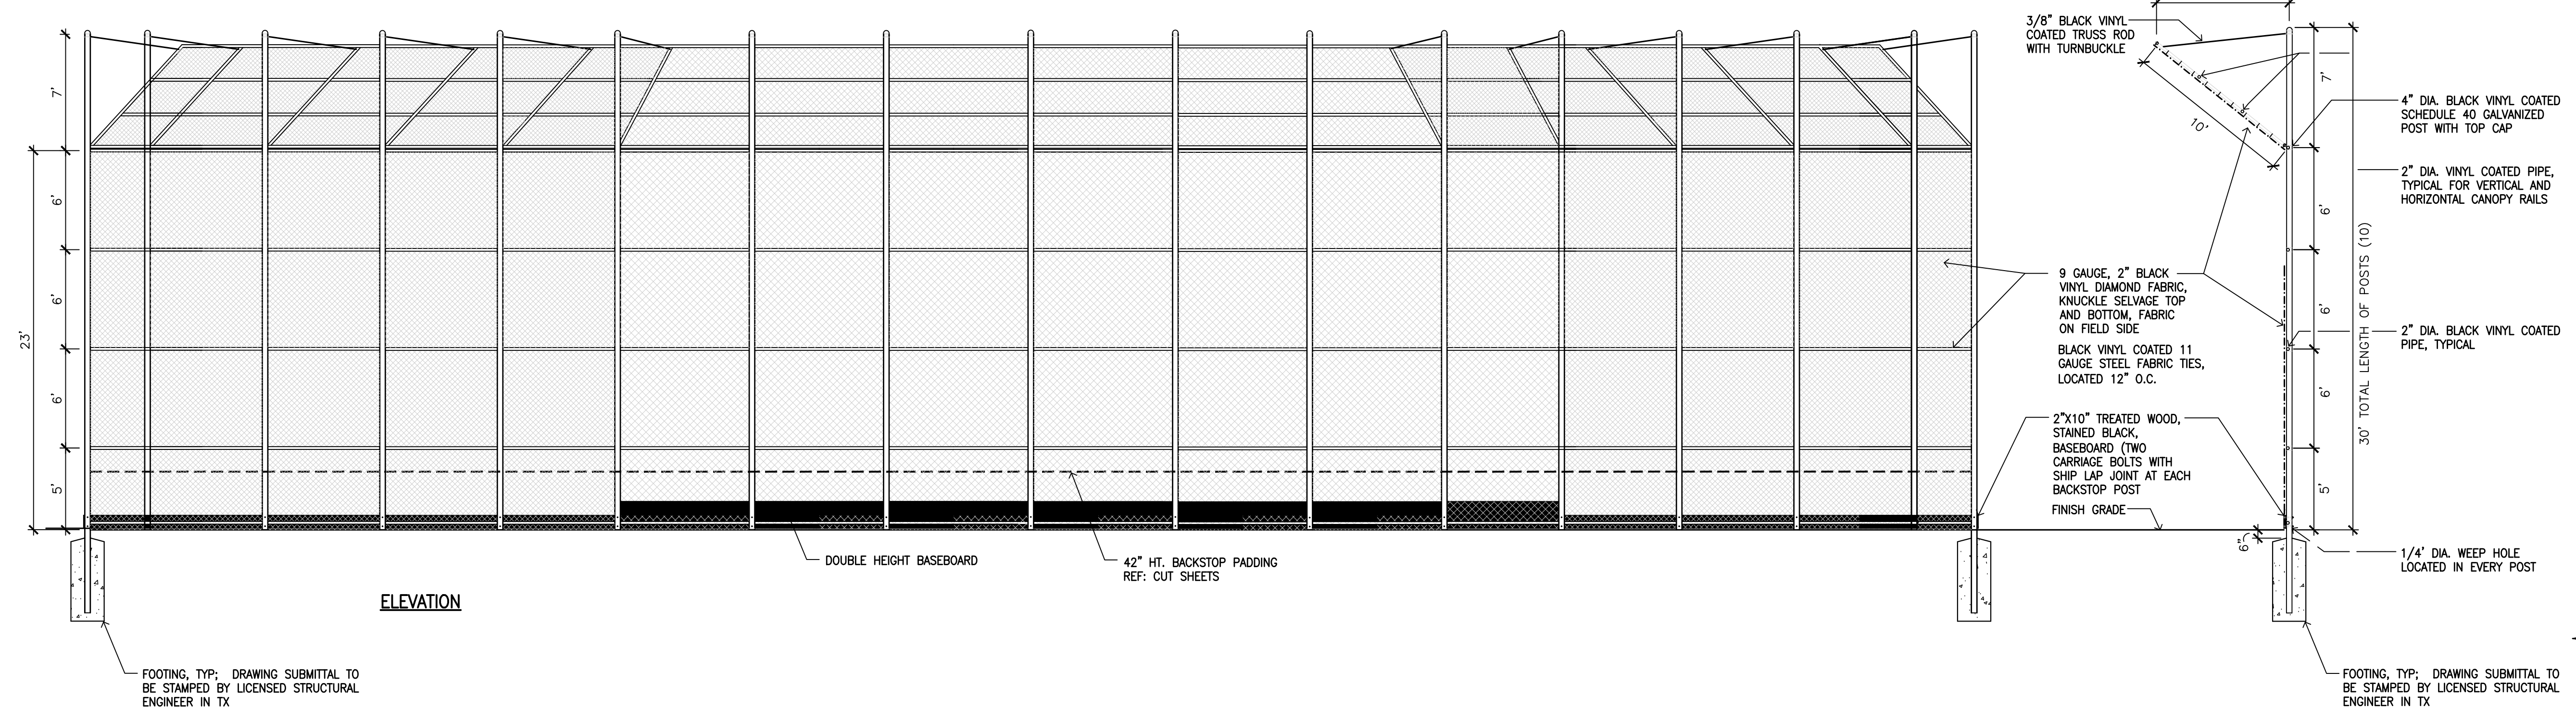 3/8" BLACK VINYL
COATED TRUSS ROD
WITH TURNBUCKLE
7'
6'
6'
6'
5'
23'
10'
7'
6'
6'
6'
5'
6"
30' TOTAL LENGTH OF POSTS (10)
4" DIA. BLACK VINYL COATED
SCHEDULE 40 GALVANIZED
POST WITH TOP CAP
2" DIA. VINYL COATED PIPE,
TYPICAL FOR VERTICAL AND
HORIZONTAL CANOPY RAILS
9 GAUGE, 2" BLACK
VINYL DIAMOND FABRIC,
KNUCKLE SELVAGE TOP
AND BOTTOM, FABRIC
ON FIELD SIDE
BLACK VINYL COATED 11
GAUGE STEEL FABRIC TIES,
LOCATED 12" O.C.
2" DIA. BLACK VINYL COATED
PIPE, TYPICAL
2"X10" TREATED WOOD,
STAINED BLACK,
BASEBOARD (TWO
CARRIAGE BOLTS WITH
SHIP LAP JOINT AT EACH
BACKSTOP POST
FINISH GRADE
1/4' DIA. WEEP HOLE
LOCATED IN EVERY POST
DOUBLE HEIGHT BASEBOARD
42" HT. BACKSTOP PADDING
REF: CUT SHEETS
ELEVATION
FOOTING, TYP; DRAWING SUBMITTAL TO
BE STAMPED BY LICENSED STRUCTURAL
ENGINEER IN TX
FOOTING, TYP; DRAWING SUBMITTAL TO
BE STAMPED BY LICENSED STRUCTURAL
ENGINEER IN TX